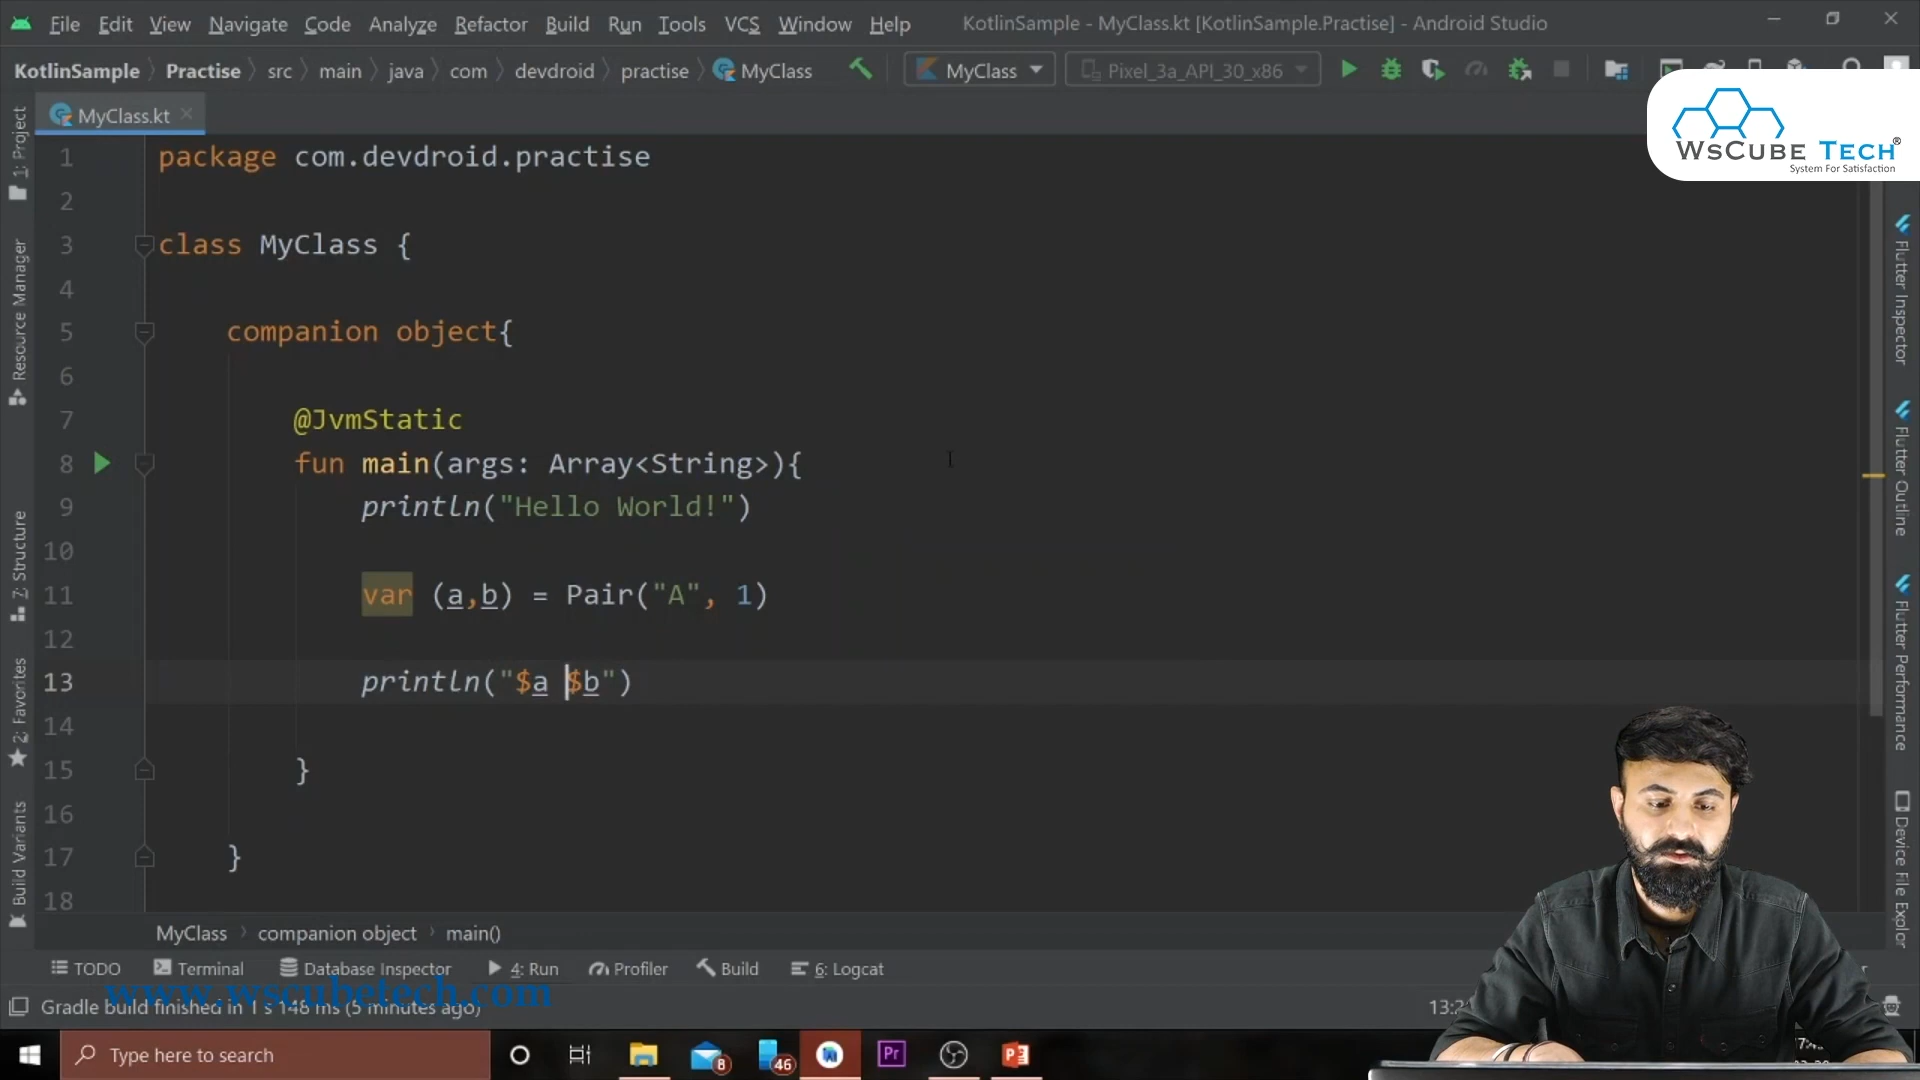 File Edit View Navigate Code Analyze Refactor Build Run Tools VCS Window Help KotlinSample - MyClass.kt [KotlinSample.Practise] - Android Studio
KotlinSample Practise src main java com devdroid practise MyClass MyClass Pixel_3a_API_30_x86
MyClass.kt
WsCube Tech®
System For Satisfaction
1 package com.devdroid.practise
2
3 class MyClass {
4
5 companion object{
6
7 @JvmStatic
8 fun main(args: Array<String>){
9 println("Hello World!")
10
11 var (a,b) = Pair("A", 1)
12
13 println("$a $b")
14
15 }
16
17 }
18
1: Project
Resource Manager
7: Structure
2: Favorites
Build Variants
Flutter Inspector
Flutter Outline
Flutter Performance
Device File Explor
MyClass companion object main()
TODO Terminal Database Inspector 4: Run Profiler Build 6: Logcat
www.wscubetech.com
Gradle build finished in 1 s 148 ms (5 minutes ago)
Type here to search 8 46 Pr